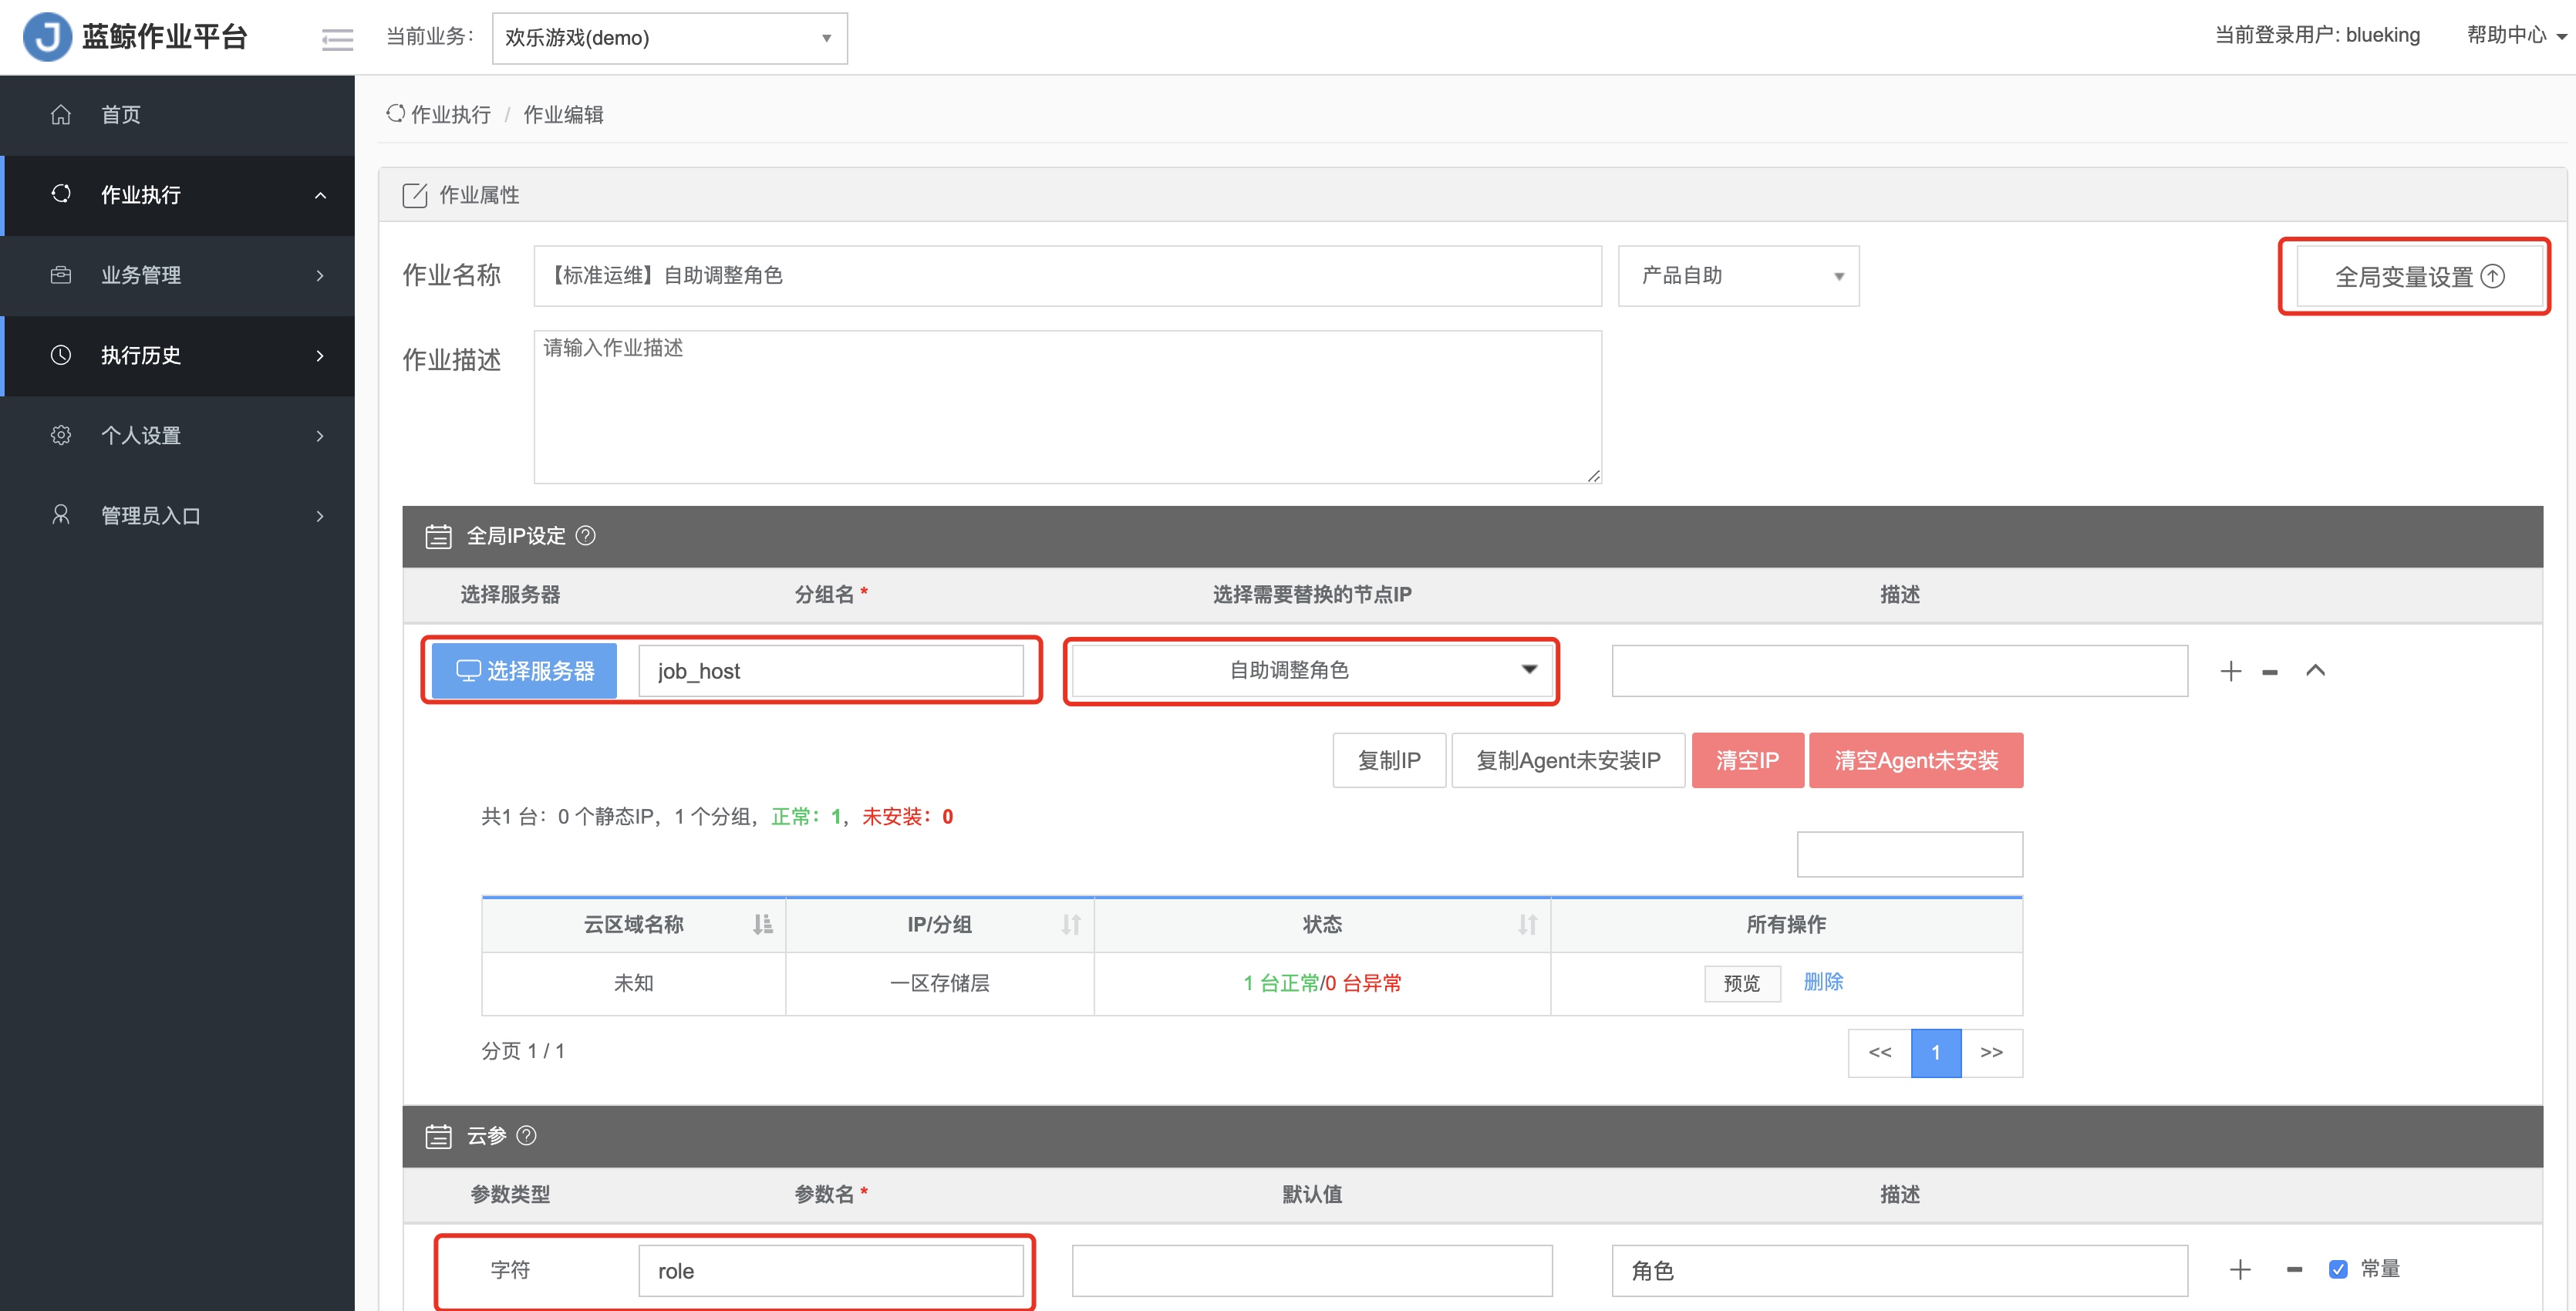 蓝鲸作业平台
当前业务：
欢乐游戏(demo)
当前登录用户: blueking
帮助中心
首页
作业执行
业务管理
执行历史
个人设置
管理员入口
作业执行 / 作业编辑
作业属性
作业名称
【标准运维】自助调整角色
产品自助
全局变量设置
作业描述
请输入作业描述
全局IP设定
选择服务器 分组名 * 选择需要替换的节点IP 描述
选择服务器
job_host
自助调整角色
复制IP
复制Agent未安装IP
清空IP
清空Agent未安装
共1 台：0 个静态IP，1 个分组，正常：1，未安装：0
云区域名称 IP/分组 状态 所有操作
未知 一区存储层 1 台正常/0 台异常 预览 删除
分页 1 / 1
<< 1 >>
云参
参数类型 参数名 * 默认值 描述
字符 role 角色 常量